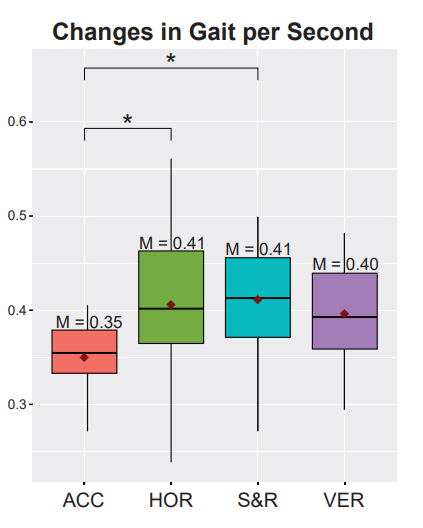 Changes in Gait per Second
*
*
0.6
0.5
M = 0.41
M = 0.41
M = 0.40
0.4
M = 0.35
0.3
ACC HOR S&R VER